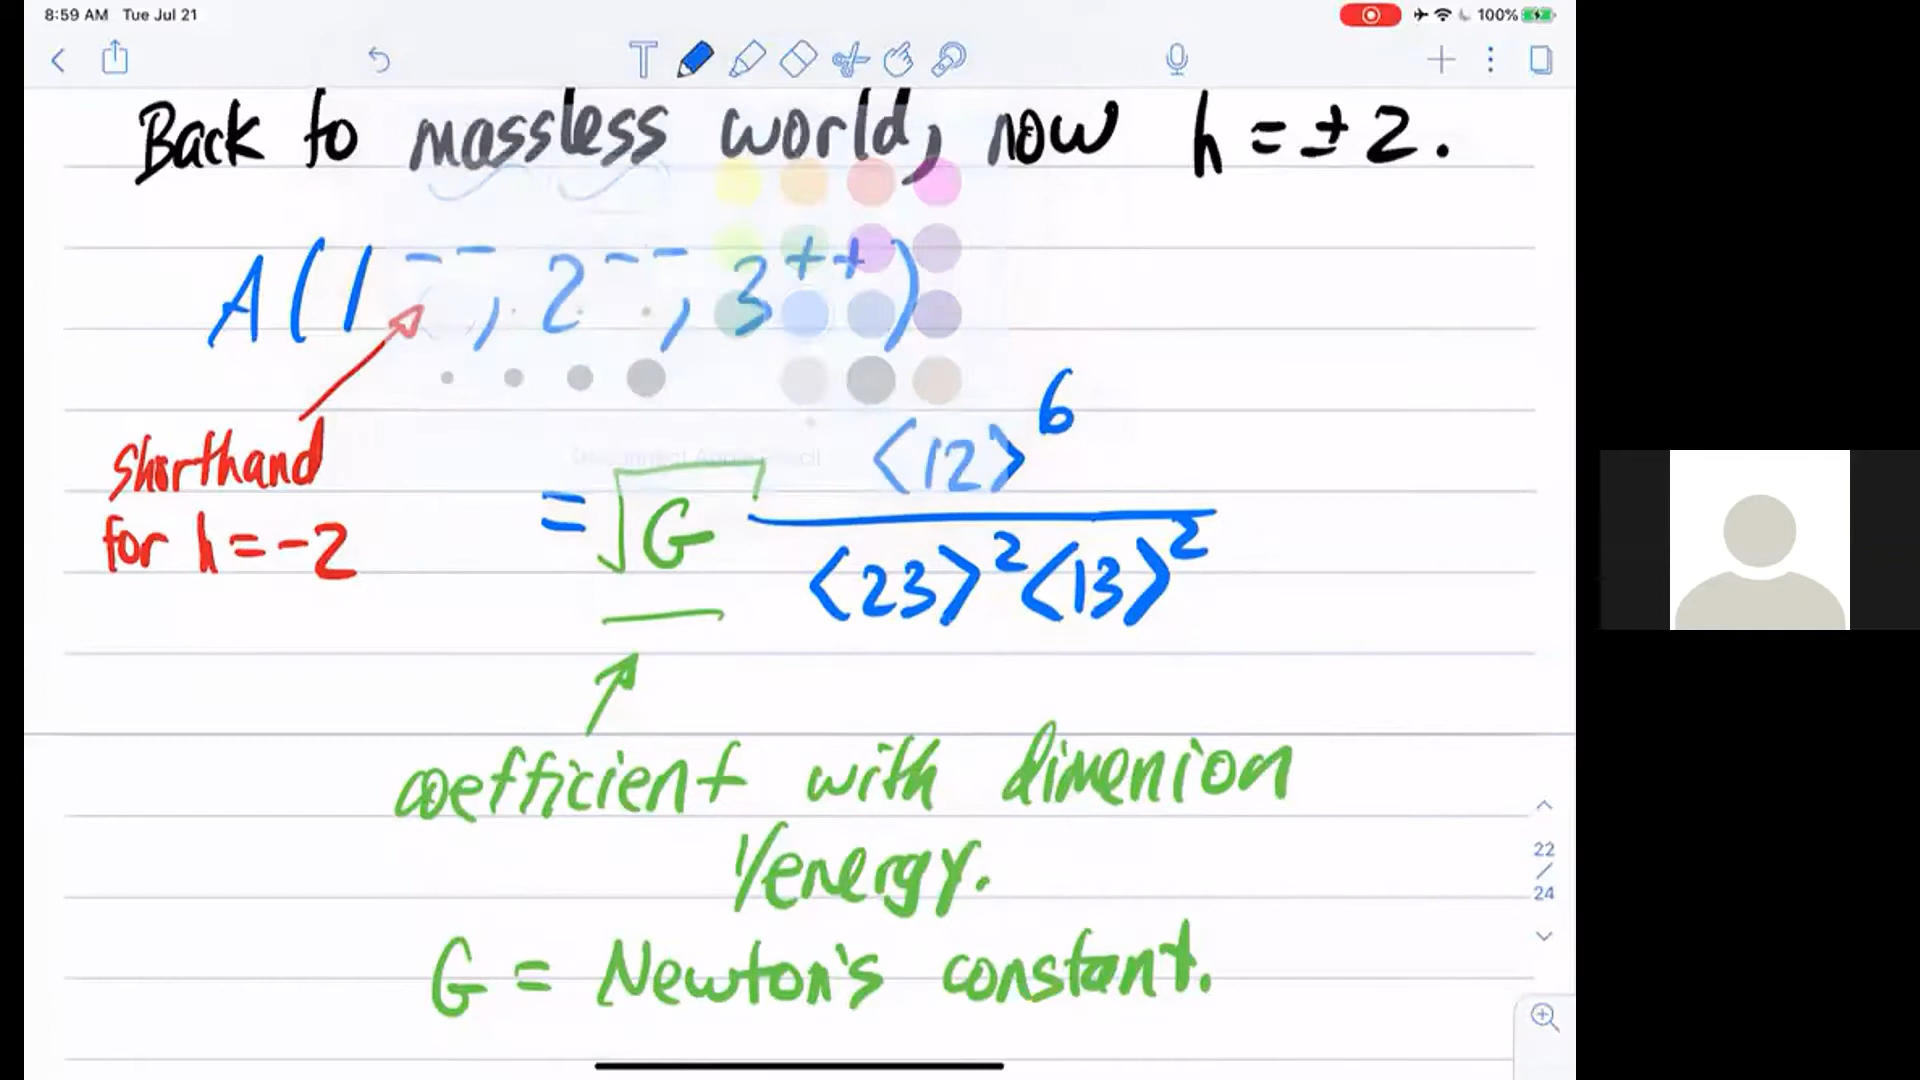 8:59 AM Tue Jul 21
100%
T
Back to massless world, now h = ± 2.
A(1⁻⁻, 2⁻⁻, 3⁺⁺)
shorthand
for h = -2
= √G ⟨12⟩⁶ / ⟨23⟩²⟨13⟩²
coefficient with dimenion
1/energy.
G = Newton's constant.
22
/
24